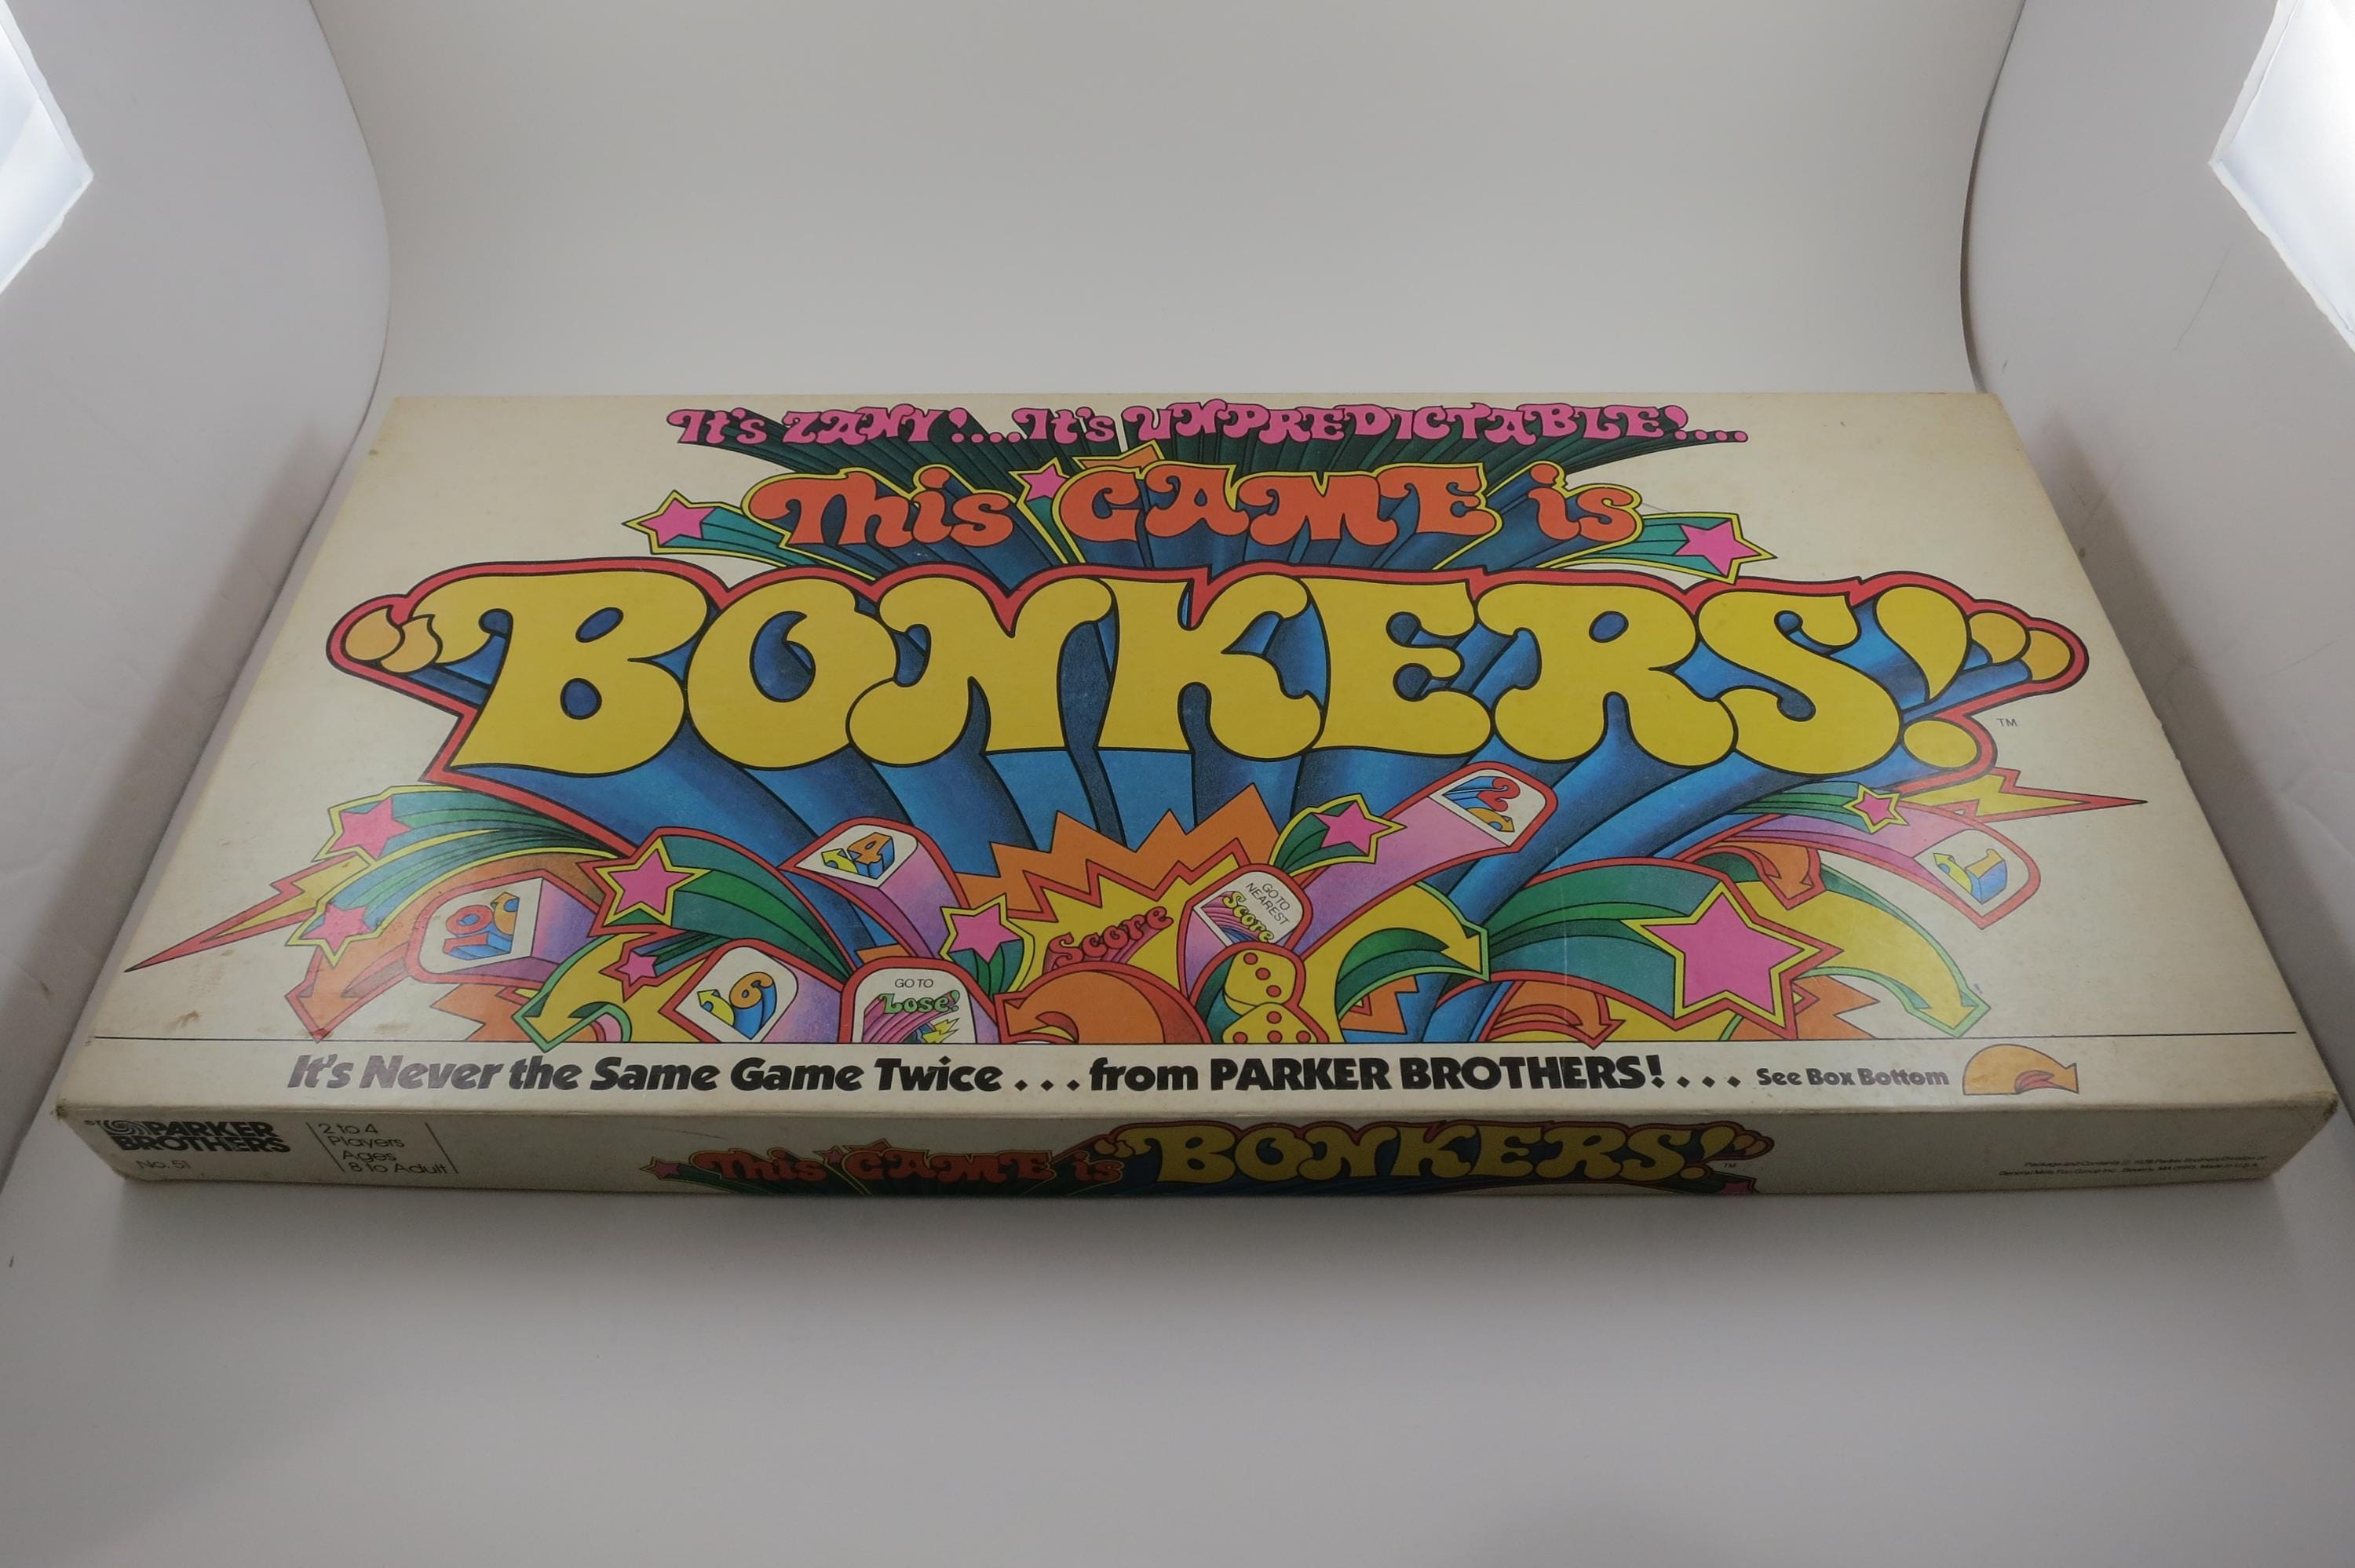 It's ZANY!....It's UNPREDICTABLE!....
This GAME is
BONKERS!
TM
2
4
1
10
GO TO NEAREST
Score
Score
6
GO TO
Lose!
It's Never the Same Game Twice...from PARKER BROTHERS!.... See Box Bottom
PARKER BROTHERS
No. 51
2 to 4
Players
Ages
8 to Adult
This GAME is BONKERS!
TM